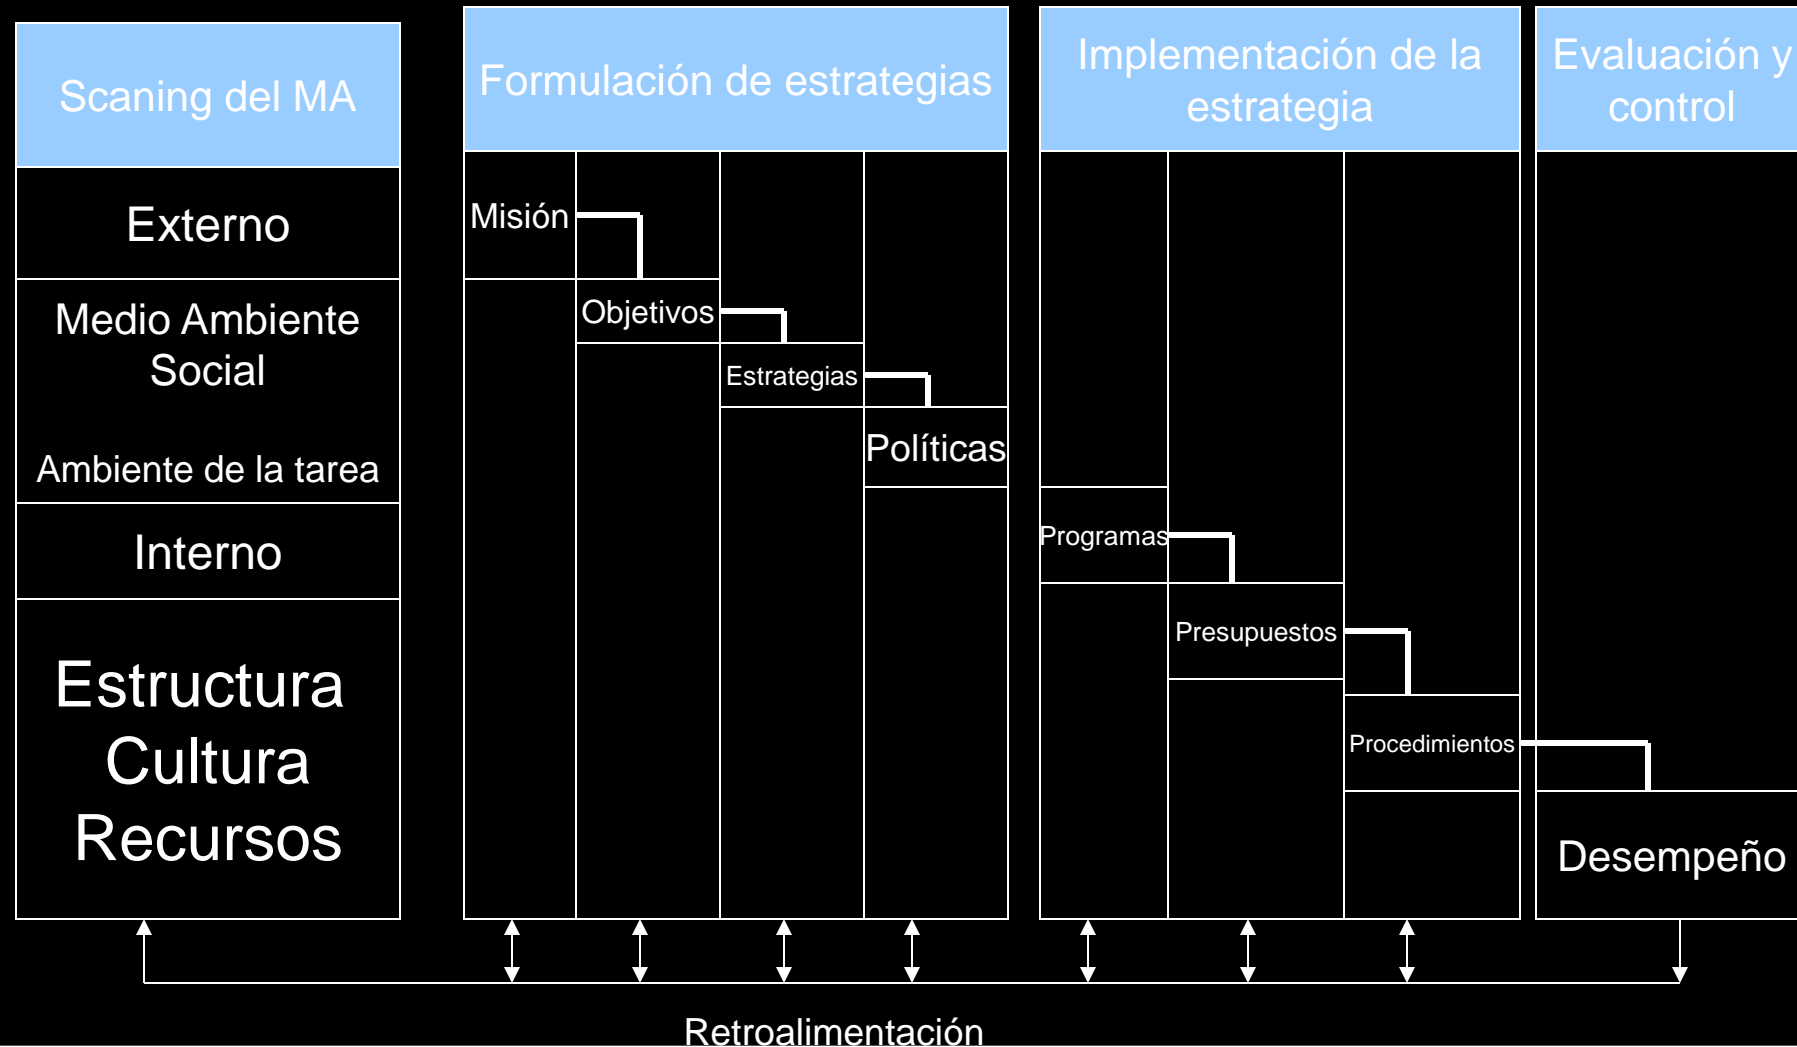 Scaning del MA
Externo
Medio Ambiente
Social
Ambiente de la tarea
Interno
Estructura
Cultura
Recursos
Formulación de estrategias
Misión
Objetivos
Estrategias
Políticas
Implementación de la
estrategia
Programas
Presupuestos
Procedimientos
Evaluación y
control
Desempeño
Retroalimentación